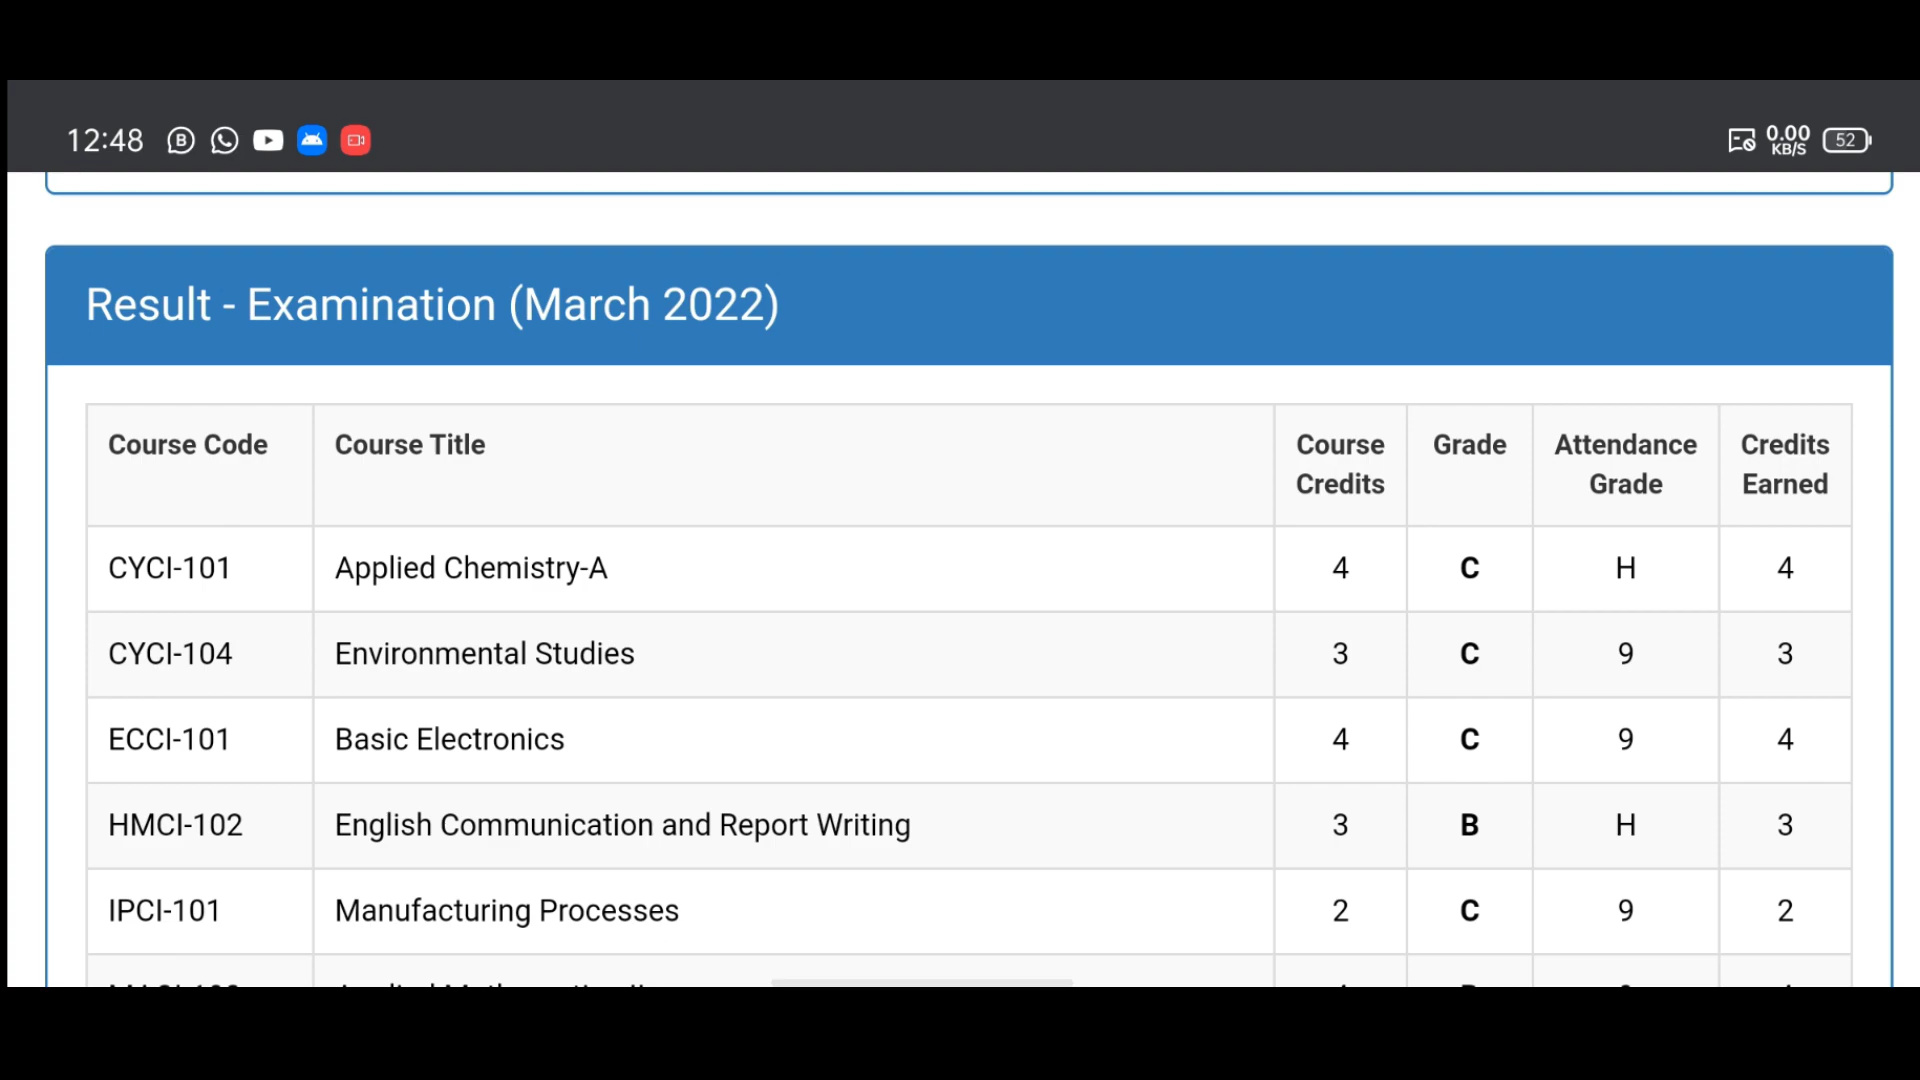 12:48
0.00
KB/S
52
Result - Examination (March 2022)
Course Code Course Title Course Credits Grade Attendance Grade Credits Earned
CYCI-101 Applied Chemistry-A 4 C H 4
CYCI-104 Environmental Studies 3 C 9 3
ECCI-101 Basic Electronics 4 C 9 4
HMCI-102 English Communication and Report Writing 3 B H 3
IPCI-101 Manufacturing Processes 2 C 9 2